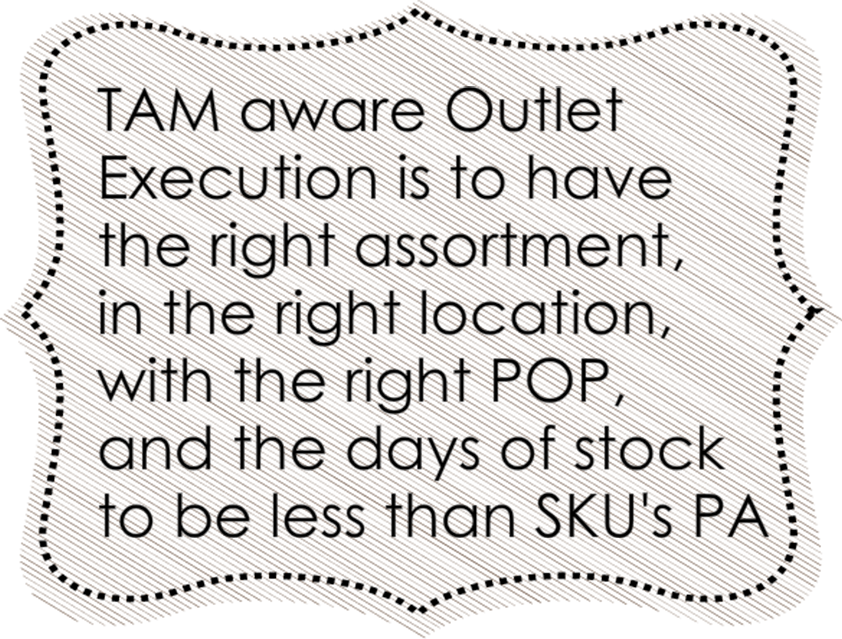 TAM aware Outlet
Execution is to have
the right assortment,
in the right location,
with the right POP,
and the days of stock
to be less than SKU's PA